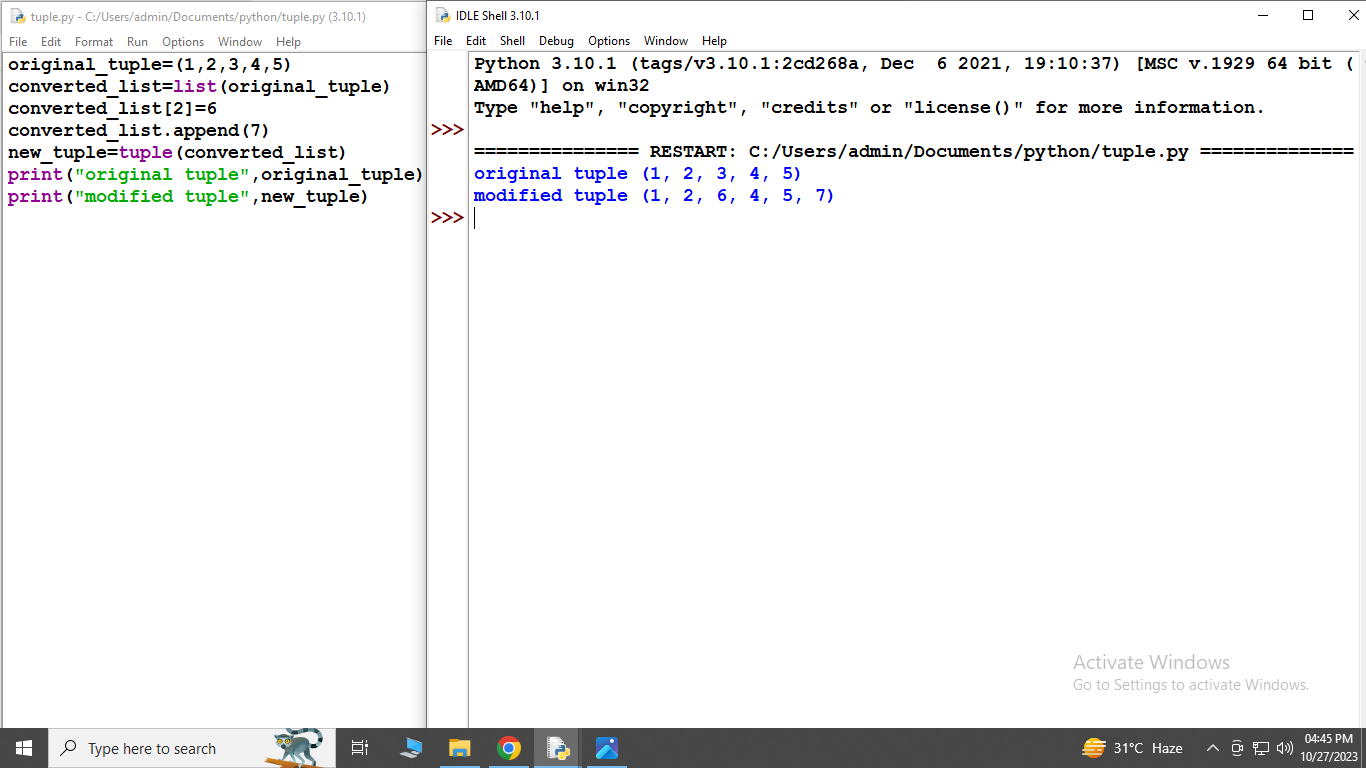 tuple.py - C:/Users/admin/Documents/python/tuple.py (3.10.1)
File Edit Format Run Options Window Help
original_tuple=(1,2,3,4,5)
converted_list=list(original_tuple)
converted_list[2]=6
converted_list.append(7)
new_tuple=tuple(converted_list)
print("original tuple",original_tuple)
print("modified tuple",new_tuple)
IDLE Shell 3.10.1
File Edit Shell Debug Options Window Help
Python 3.10.1 (tags/v3.10.1:2cd268a, Dec  6 2021, 19:10:37) [MSC v.1929 64 bit (
AMD64)] on win32
Type "help", "copyright", "credits" or "license()" for more information.
>>>
=============== RESTART: C:/Users/admin/Documents/python/tuple.py ==============
original tuple (1, 2, 3, 4, 5)
modified tuple (1, 2, 6, 4, 5, 7)
>>>
Activate Windows
Go to Settings to activate Windows.
Type here to search
31°C Haze
04:45 PM
10/27/2023